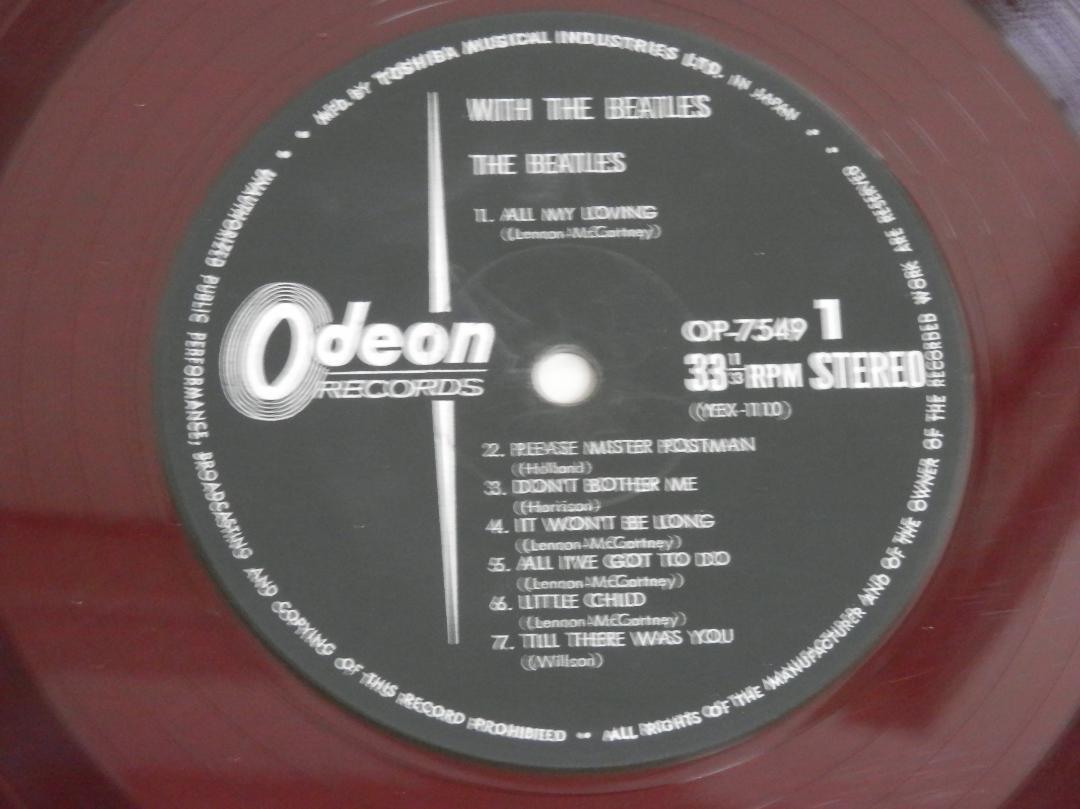 MFD. BY TOSHIBA MUSICAL INDUSTRIES LTD. IN JAPAN
WITH THE BEATLES
THE BEATLES
1. ALL MY LOVING
(Lennon-McCartney)
Odeon
RECORDS
OP-7549 1
33 1/3 RPM STEREO
(YEX-110)
2. PLEASE MISTER POSTMAN
(Holland)
3. DON'T BOTHER ME
(Harrison)
4. IT WON'T BE LONG
(Lennon-McCartney)
5. ALL I'VE GOT TO DO
(Lennon-McCartney)
6. LITTLE CHILD
(Lennon-McCartney)
7. TILL THERE WAS YOU
(Willson)
ALL RIGHTS OF THE MANUFACTURER AND OF THE OWNER OF THE RECORDED WORK ARE RESERVED
UNAUTHORIZED PUBLIC PERFORMANCE, BROADCASTING AND COPYING OF THIS RECORD PROHIBITED